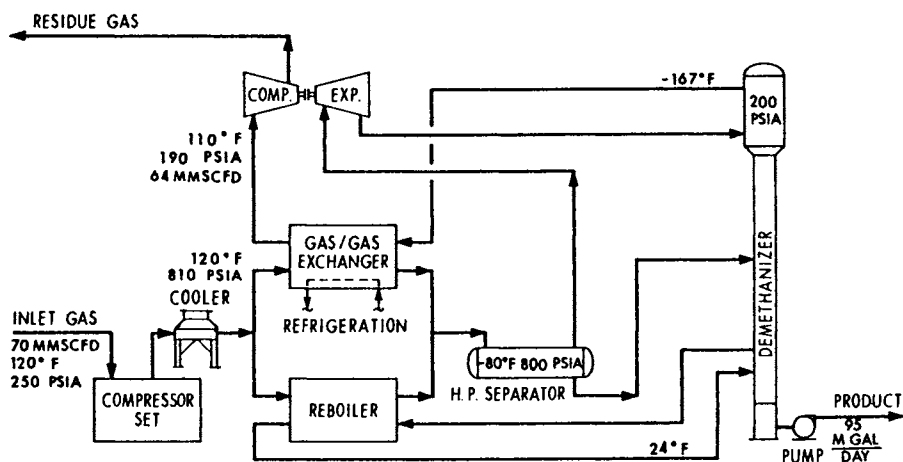 RESIDUE GAS
COMP.
EXP.
-167°F
200
PSIA
110°F
190 PSIA
64 MMSCFD
GAS/GAS
EXCHANGER
120°F
810 PSIA
COOLER
REFRIGERATION
INLET GAS
70 MMSCFD
120°F
250 PSIA
COMPRESSOR
SET
-80°F 800 PSIA
H.P. SEPARATOR
REBOILER
24°F
DEMETHANIZER
PRODUCT
95
M GAL
DAY
PUMP